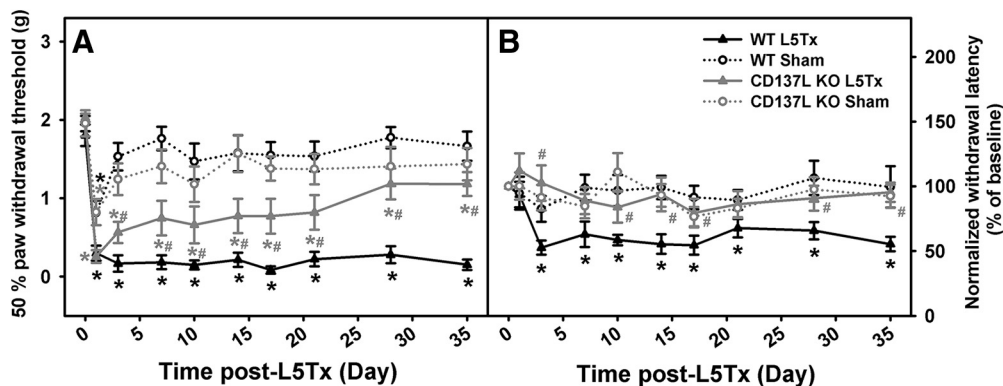 A
B
50 % paw withdrawal threshold (g)
3
2
1
0
0 5 10 15 20 25 30 35
Time post-L5Tx (Day)
* * * *# *# *# *# *# *# *# *#
* * * * * * * * *
WT L5Tx
WT Sham
CD137L KO L5Tx
CD137L KO Sham
# # # # # #
* * * * * * * *
0 5 10 15 20 25 30 35
Time post-L5Tx (Day)
200
150
100
50
0
Normalized withdrawal latency
(% of baseline)